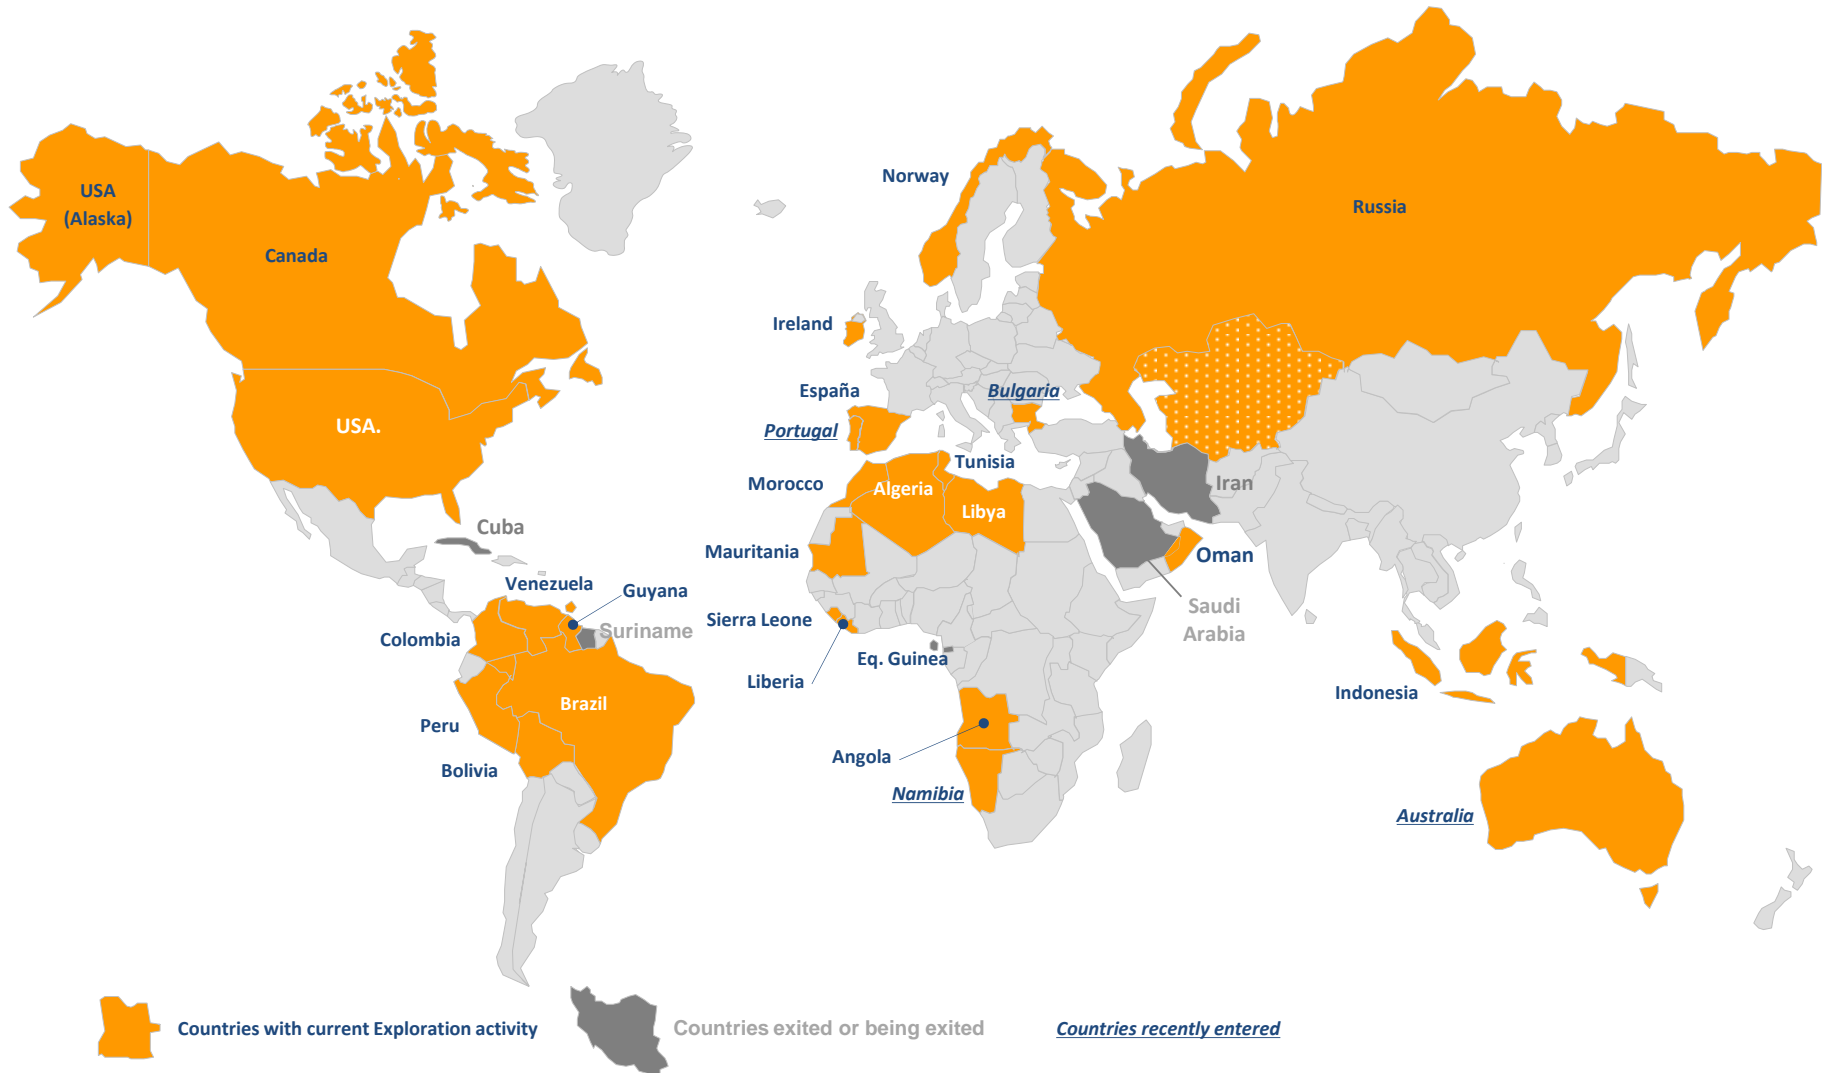 USA
(Alaska)
Canada
USA.
Cuba
Venezuela
Guyana
Suriname
Colombia
Brazil
Peru
Bolivia
Norway
Russia
Ireland
España
Bulgaria
Portugal
Tunisia
Morocco
Algeria
Libya
Iran
Mauritania
Oman
Saudi
Arabia
Sierra Leone
Eq. Guinea
Liberia
Indonesia
Angola
Namibia
Australia
Countries with current Exploration activity
Countries exited or being exited
Countries recently entered